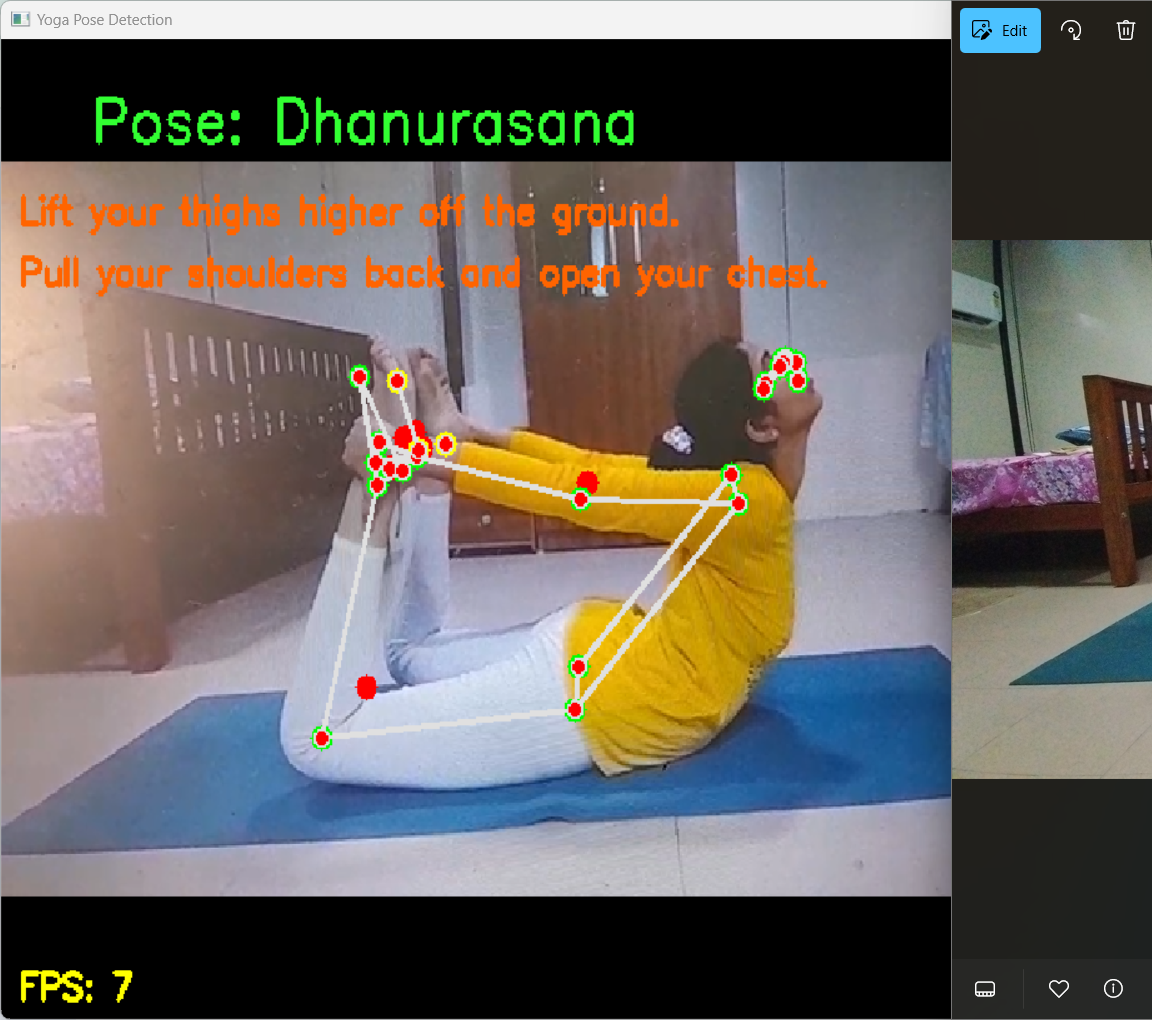 Yoga Pose Detection
Edit
Pose: Dhanurasana
Lift your thighs higher off the ground.
Pull your shoulders back and open your chest.
FPS: 7